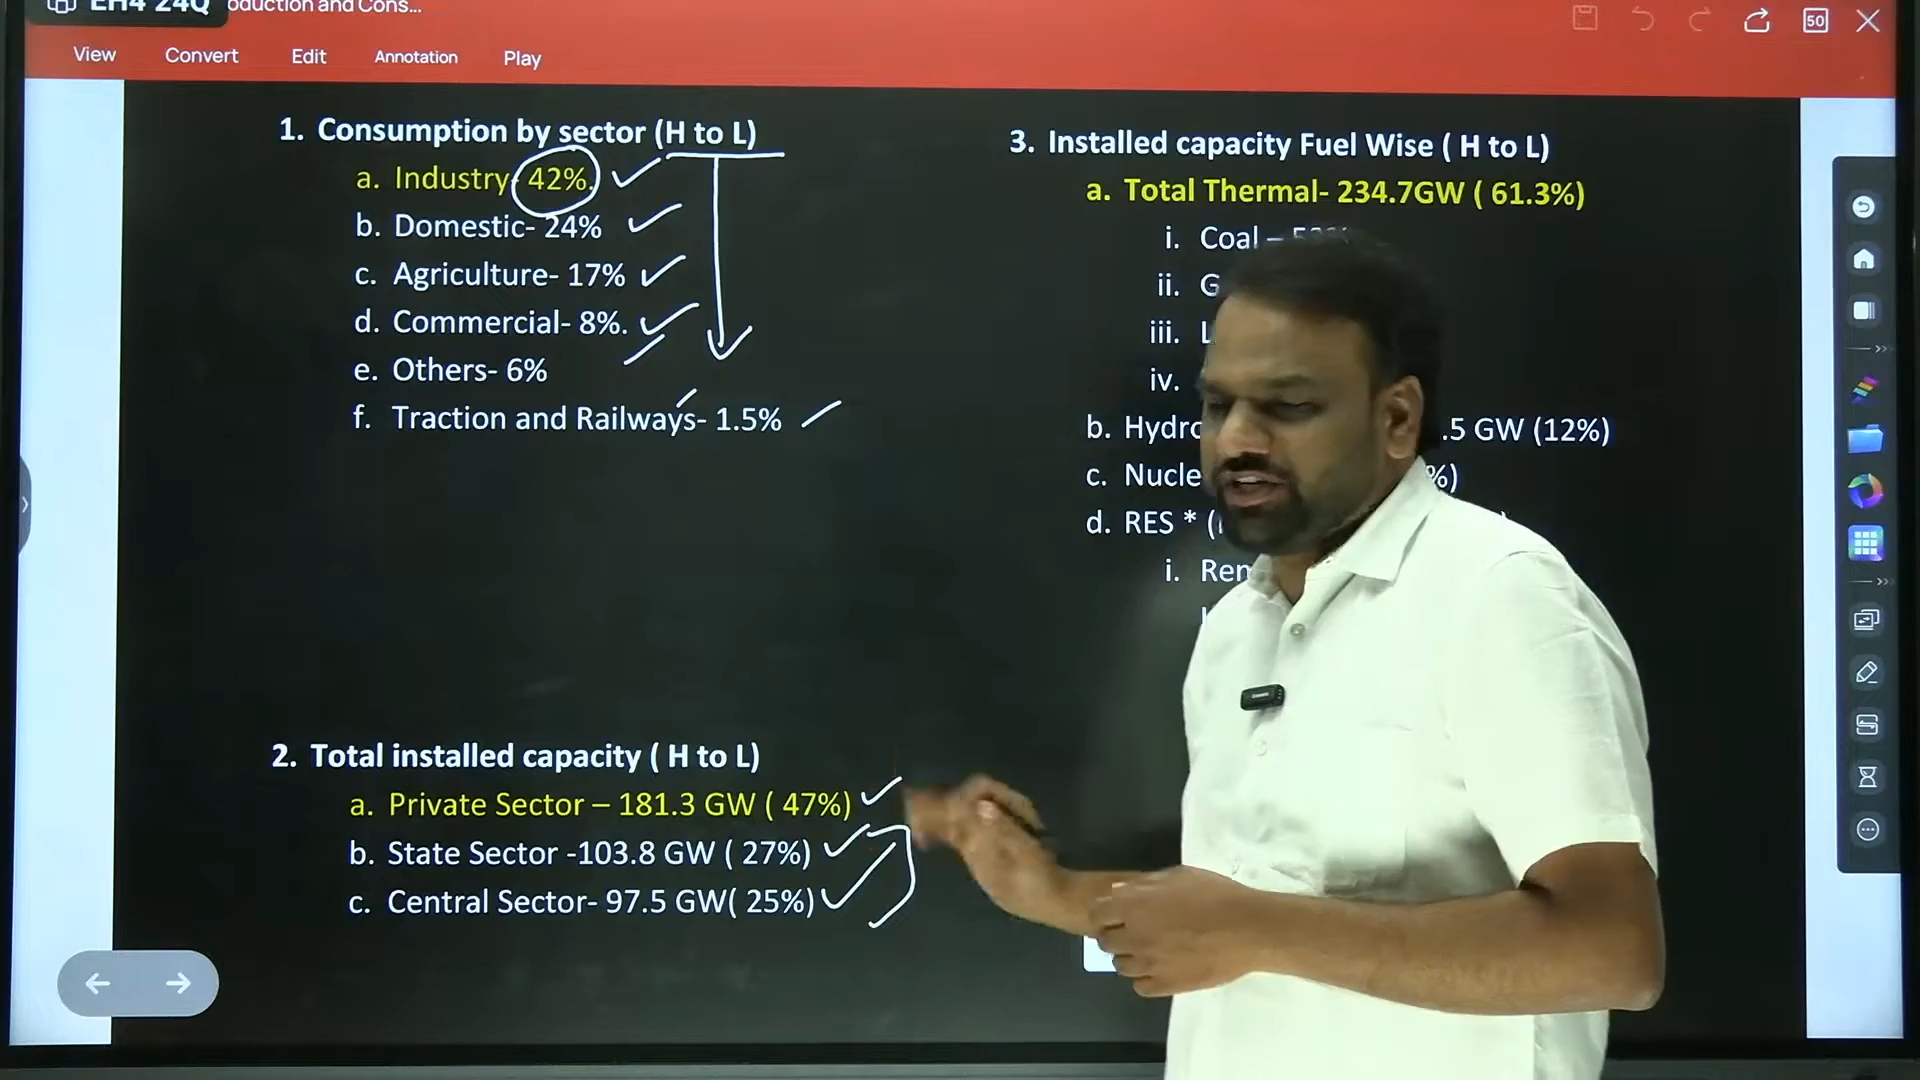 EH4 24Q oduction and Cons...
50
View Convert Edit Annotation Play
1. Consumption by sector (H to L)
a. Industry- 42%.
b. Domestic- 24%
c. Agriculture- 17%
d. Commercial- 8%.
e. Others- 6%
f. Traction and Railways- 1.5%
2. Total installed capacity ( H to L)
a. Private Sector – 181.3 GW ( 47%)
b. State Sector -103.8 GW ( 27%)
c. Central Sector- 97.5 GW( 25%)
3. Installed capacity Fuel Wise ( H to L)
a. Total Thermal- 234.7GW ( 61.3%)
i. Coal –
ii. G
iii. L
iv.
b. Hydro .5 GW (12%)
c. Nucle %)
d. RES * (
i. Ren